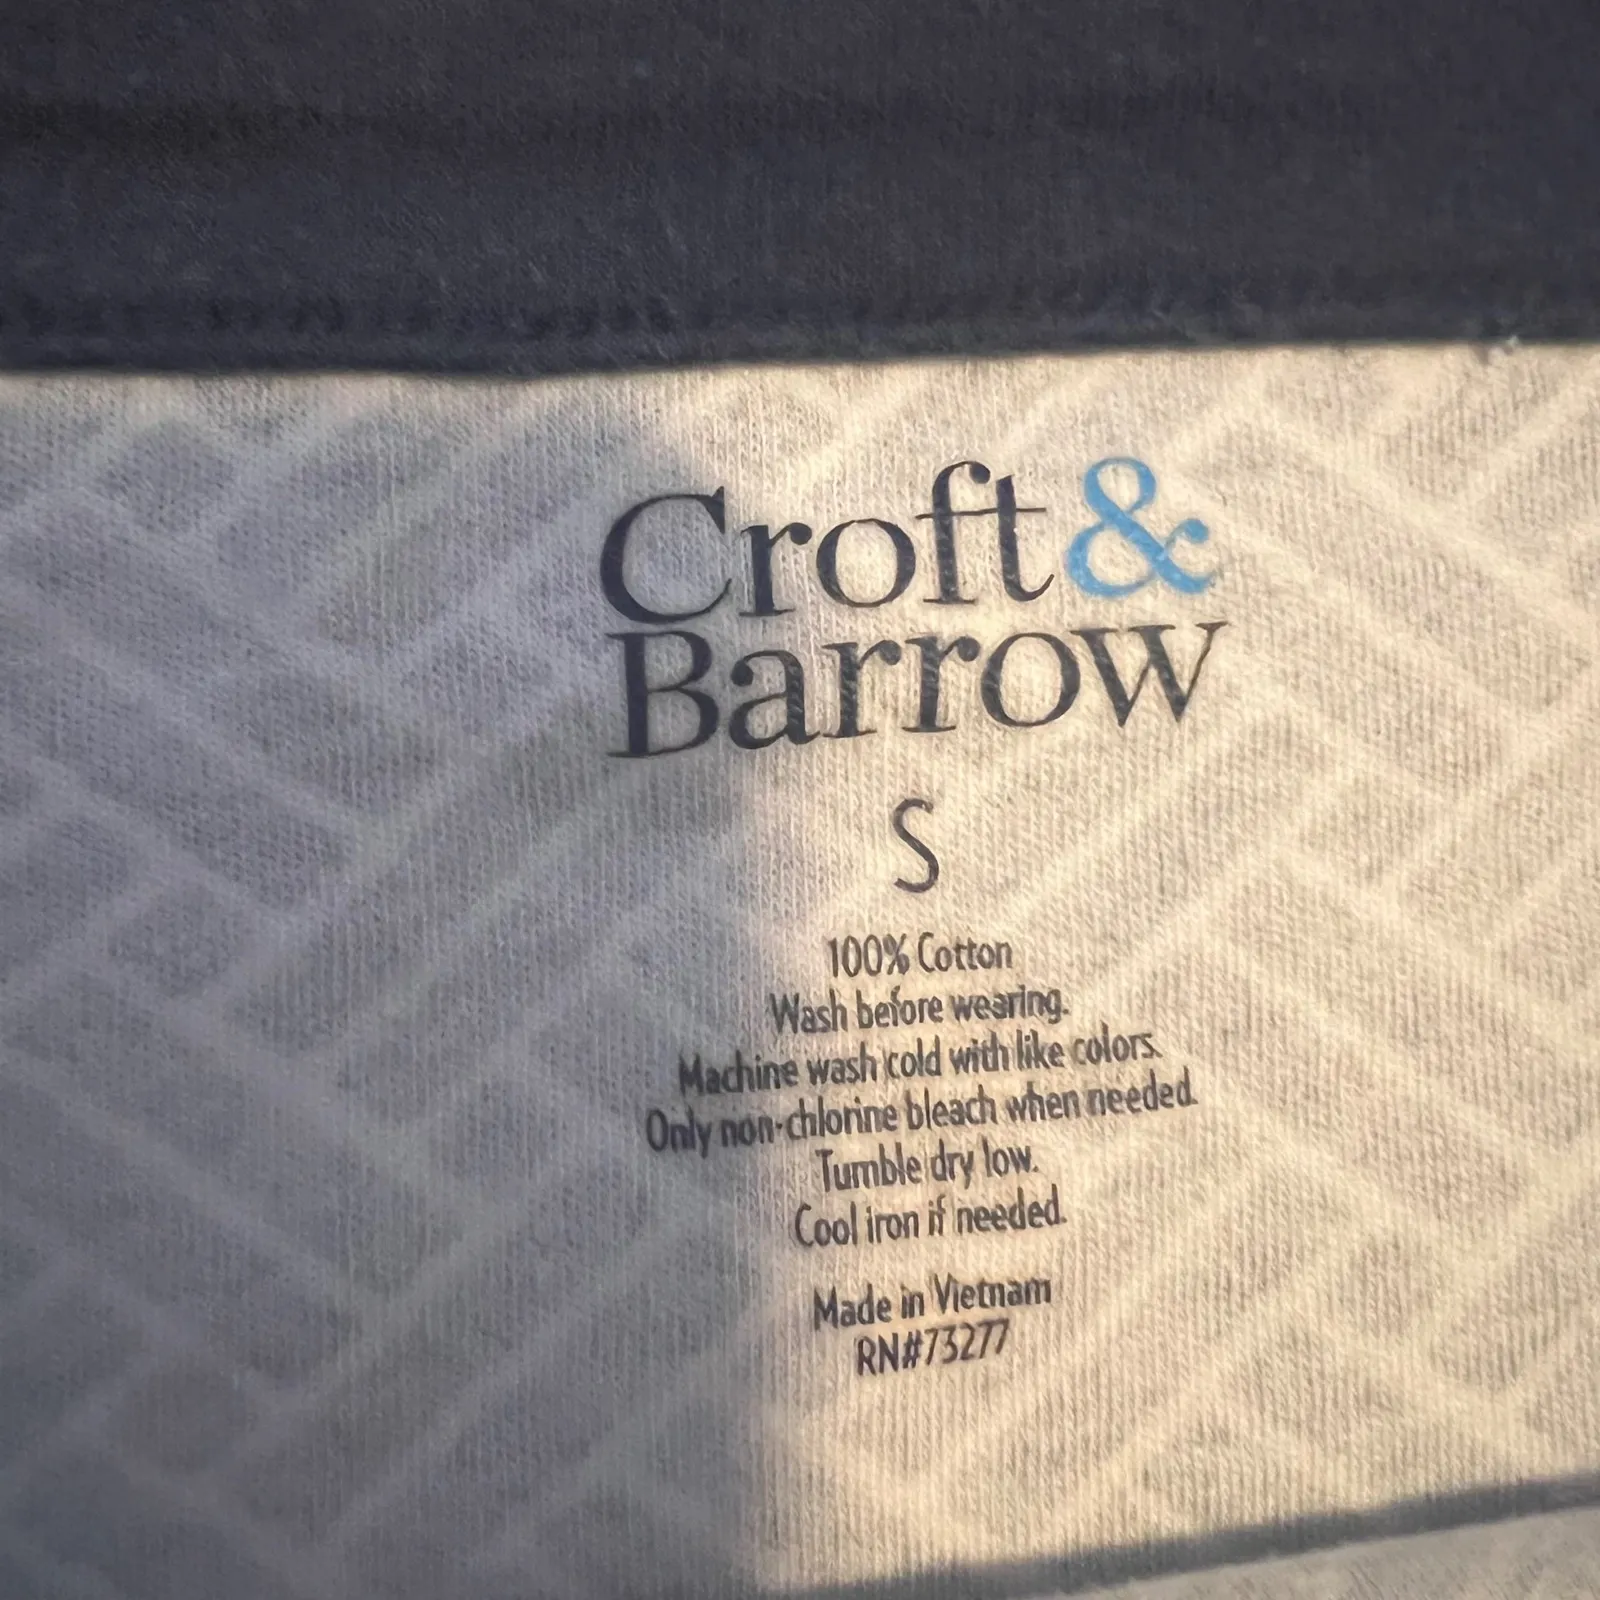 Croft &
Barrow
S
100% Cotton
Wash before wearing.
Machine wash cold with like colors.
Only non-chlorine bleach when needed.
Tumble dry low.
Cool iron if needed.
Made in Vietnam
RN#73277